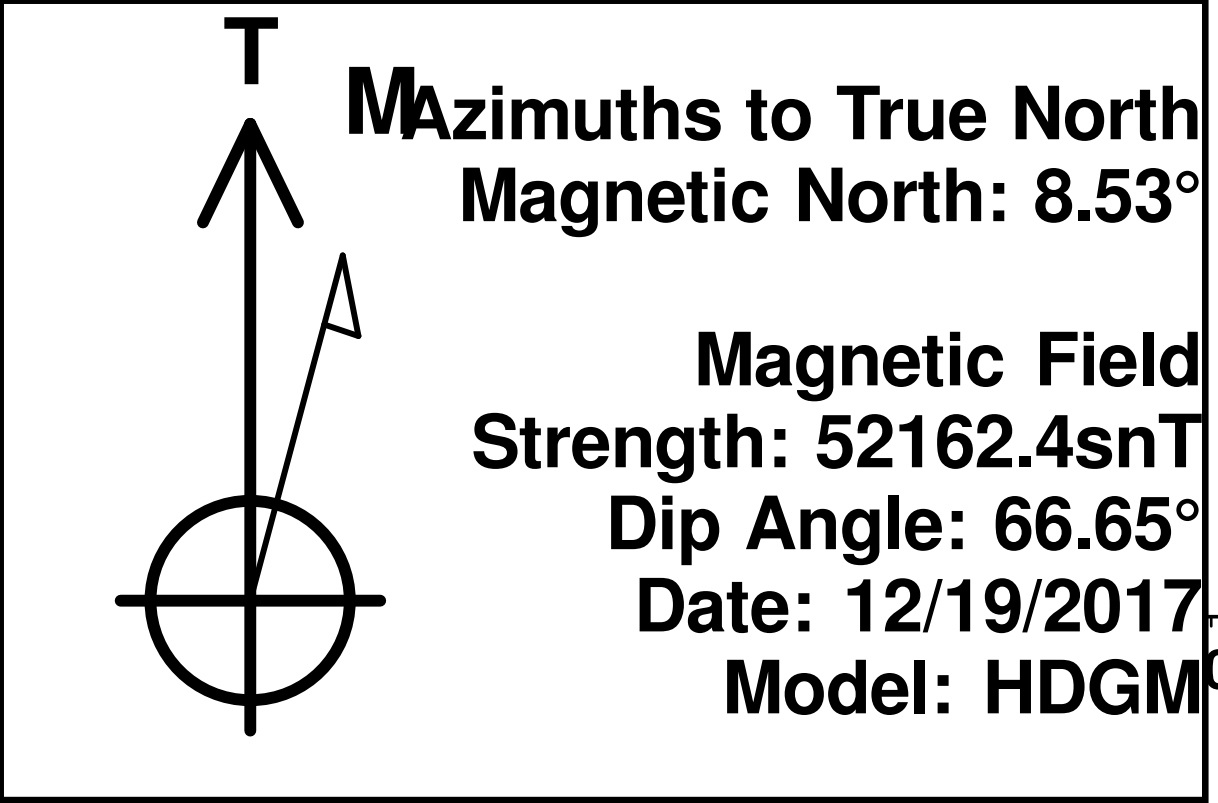 T
M
Azimuths to True North
Magnetic North: 8.53°
Magnetic Field
Strength: 52162.4snT
Dip Angle: 66.65°
Date: 12/19/2017
Model: HDGM